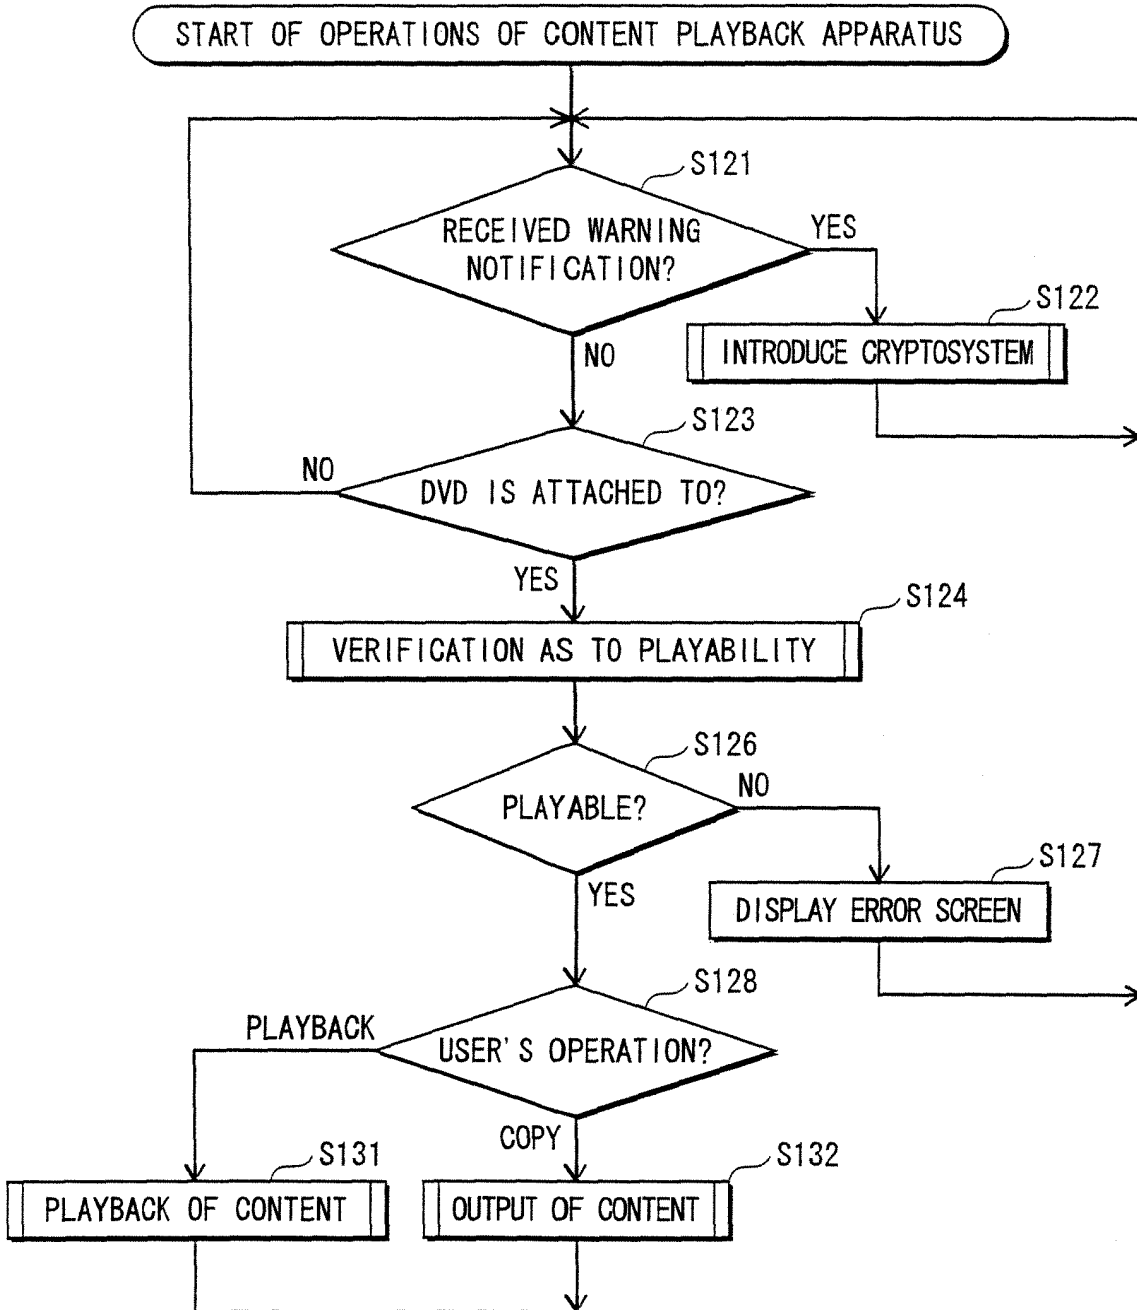 START OF OPERATIONS OF CONTENT PLAYBACK APPARATUS
S121
RECEIVED WARNING
NOTIFICATION?
YES
S122
INTRODUCE CRYPTOSYSTEM
NO
S123
NO
DVD IS ATTACHED TO?
YES
S124
VERIFICATION AS TO PLAYABILITY
S126
NO
PLAYABLE?
S127
YES
DISPLAY ERROR SCREEN
S128
PLAYBACK
USER'S OPERATION?
COPY
S131
S132
PLAYBACK OF CONTENT
OUTPUT OF CONTENT